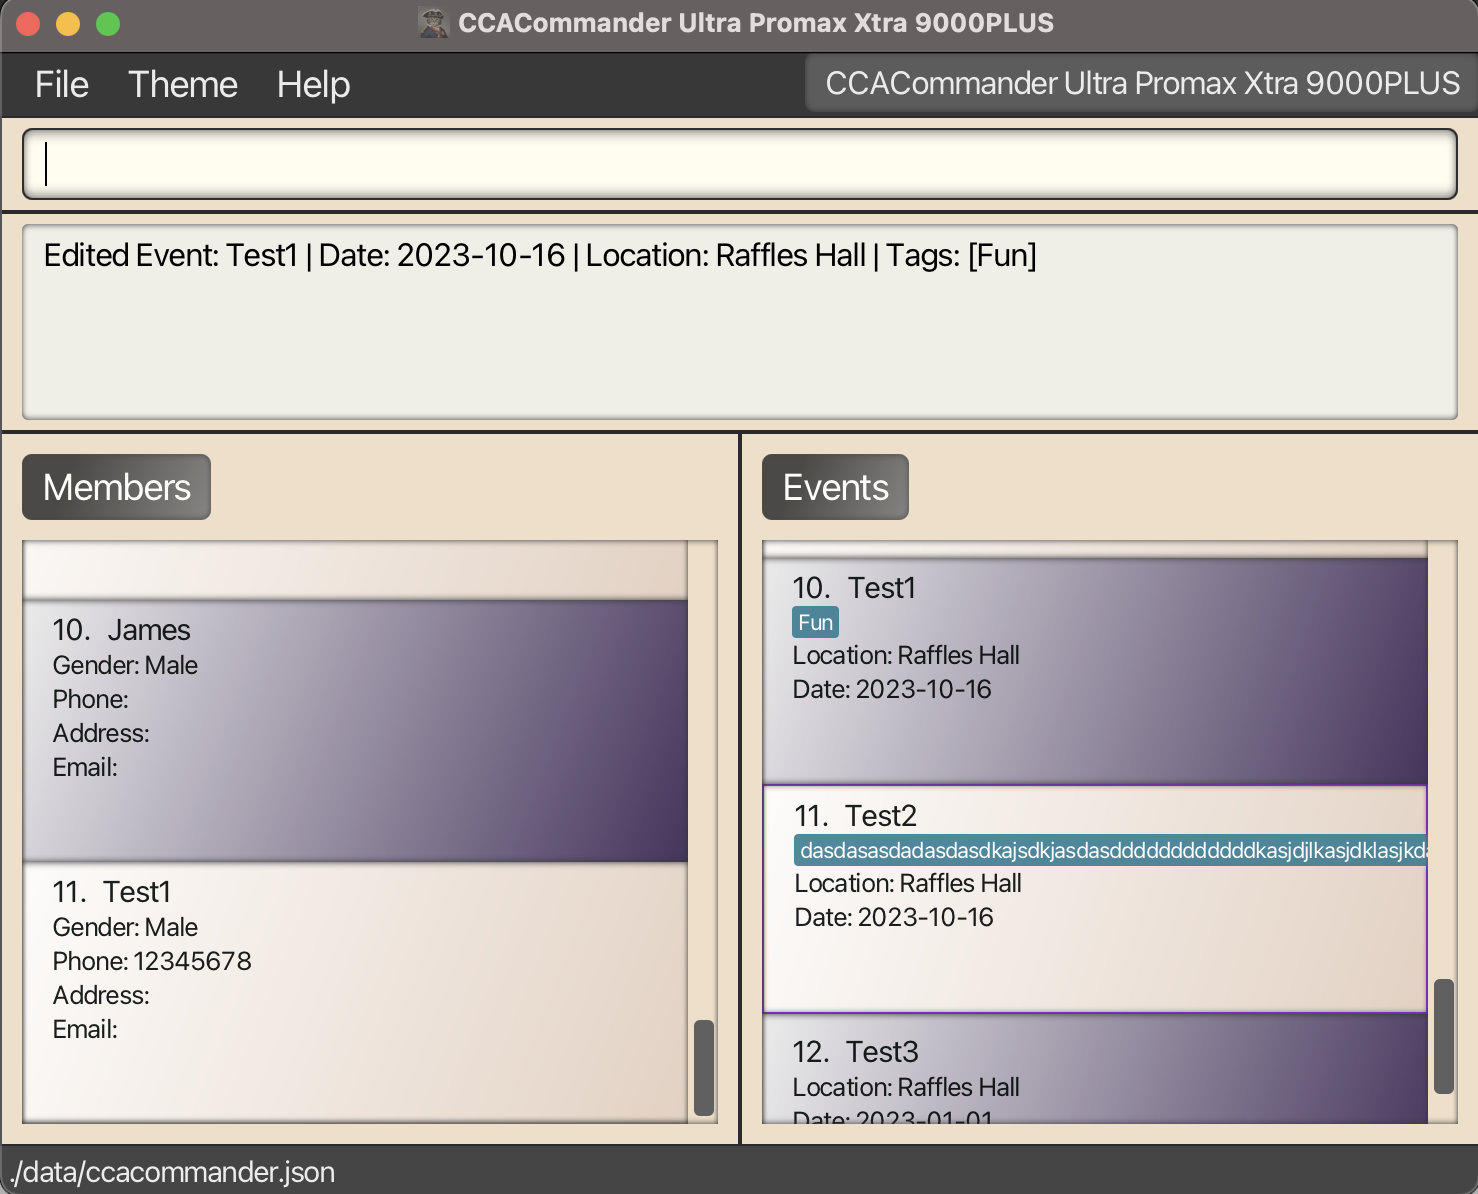 CCACommander Ultra Promax Xtra 9000PLUS
File Theme Help CCACommander Ultra Promax Xtra 9000PLUS
Edited Event: Test1 | Date: 2023-10-16 | Location: Raffles Hall | Tags: [Fun]
Members
10. James
Gender: Male
Phone:
Address:
Email:
11. Test1
Gender: Male
Phone: 12345678
Address:
Email:
Events
10. Test1
Fun
Location: Raffles Hall
Date: 2023-10-16
11. Test2
Location: Raffles Hall
Date: 2023-10-16
12. Test3
Location: Raffles Hall
Date: 2023-01-01
./data/ccacommander.json